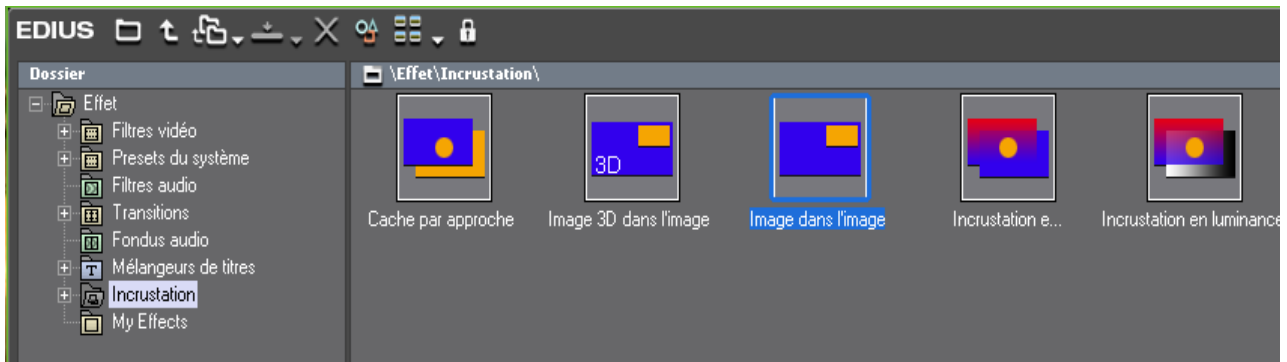 EDIUS
Dossier
\Effet\Incrustation\
Effet
Filtres vidéo
Presets du système
Filtres audio
Transitions
Fondus audio
Mélangeurs de titres
Incrustation
My Effects
3D
Cache par approche
Image 3D dans l'image
Image dans l'image
Incrustation e...
Incrustation en luminance